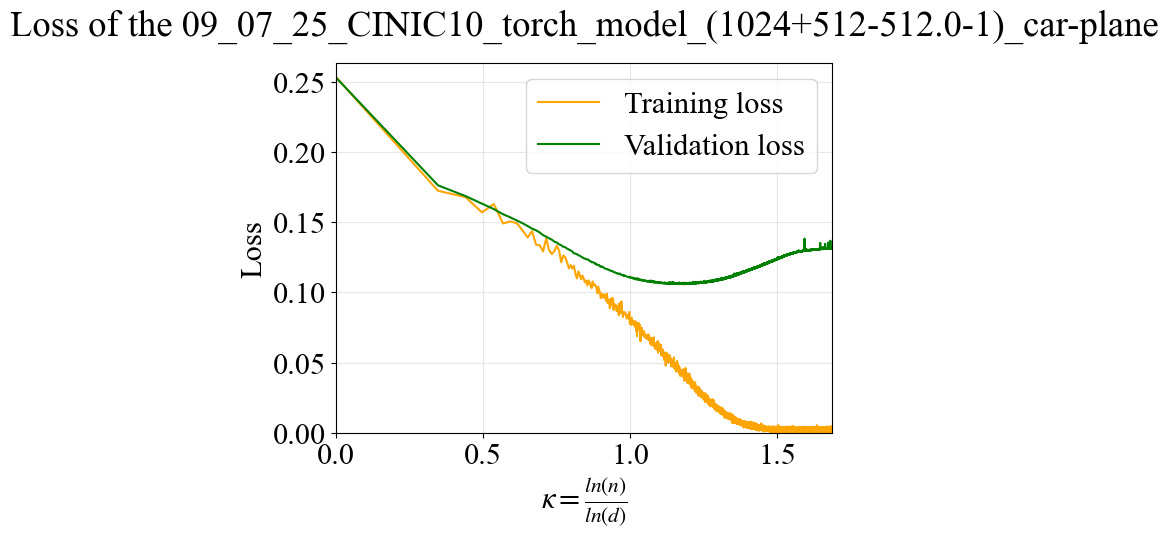 Loss of the 09_07_25_CINIC10_torch_model_(1024+512-512.0-1)_car-plane
Training loss
Validation loss
Loss
0.25
0.20
0.15
0.10
0.05
0.00
0.0 0.5 1.0 1.5
κ = ln(n)/ln(d)